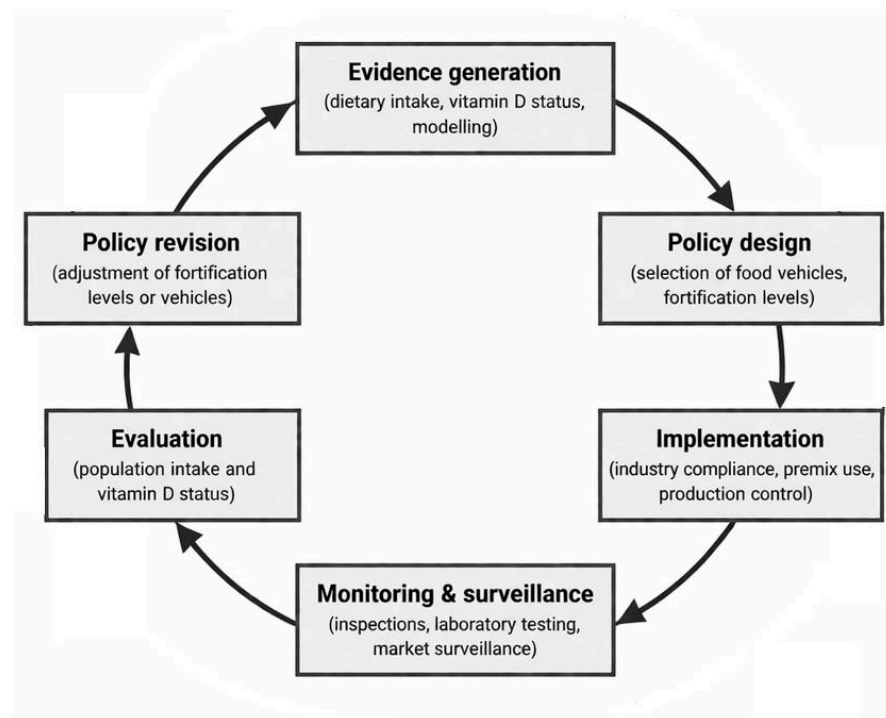 Evidence generation
(dietary intake, vitamin D status,
modelling)
Policy revision
(adjustment of fortification
levels or vehicles)
Policy design
(selection of food vehicles,
fortification levels)
Evaluation
(population intake and
vitamin D status)
Implementation
(industry compliance, premix use,
production control)
Monitoring & surveillance
(inspections, laboratory testing,
market surveillance)